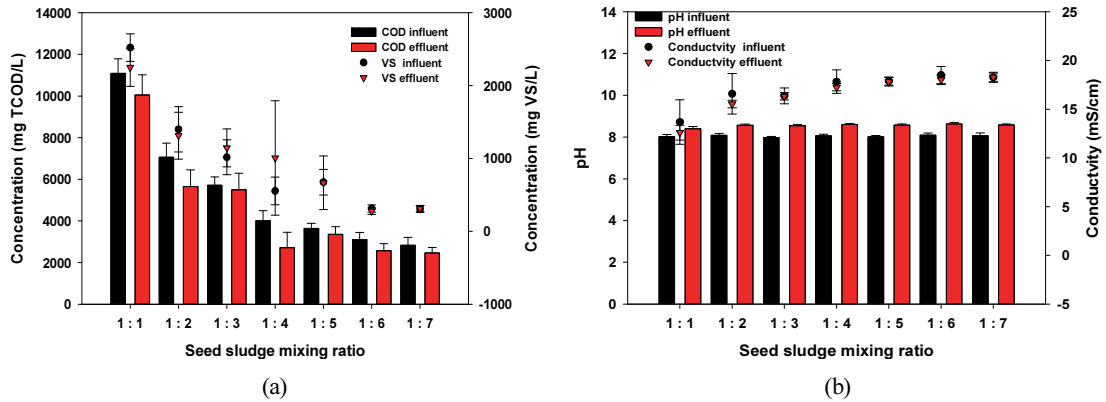 14000
12000
10000
8000
6000
4000
2000
0
Concentration (mg TCOD/L)
COD influent
COD effluent
VS influent
VS effluent
3000
2000
1000
0
-1000
Concentration (mg VS/L)
1 : 1 1 : 2 1 : 3 1 : 4 1 : 5 1 : 6 1 : 7
Seed sludge mixing ratio
(a)
14
12
10
8
6
4
2
0
pH
pH influent
pH effluent
Conductvity influent
Conductvity effluent
25
20
15
10
5
0
-5
Conductvity (mS/cm)
1 : 1 1 : 2 1 : 3 1 : 4 1 : 5 1 : 6 1 : 7
Seed sludge mixing ratio
(b)